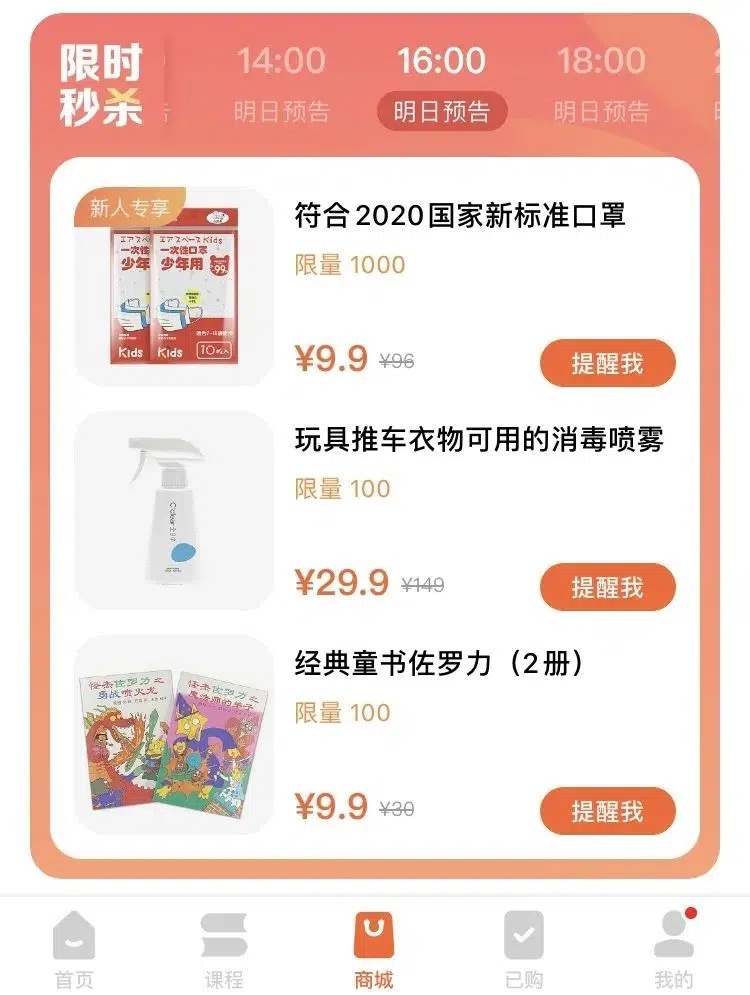 限时
秒杀
14:00
16:00
18:00
明日预告
明日预告
明日预告
新人专享
エアスペースKids
一次性口罩
少年用
99
Kids
Kids
10枚入
符合2020国家新标准口罩
限量 1000
¥9.9 ¥96
提醒我
玩具推车衣物可用的消毒喷雾
限量 100
¥29.9 ¥149
提醒我
怪杰佐罗力之
勇战喷火龙
怪杰佐罗力之
魔法师的弟子
经典童书佐罗力（2册）
限量 100
¥9.9 ¥30
提醒我
首页
课程
商城
已购
我的